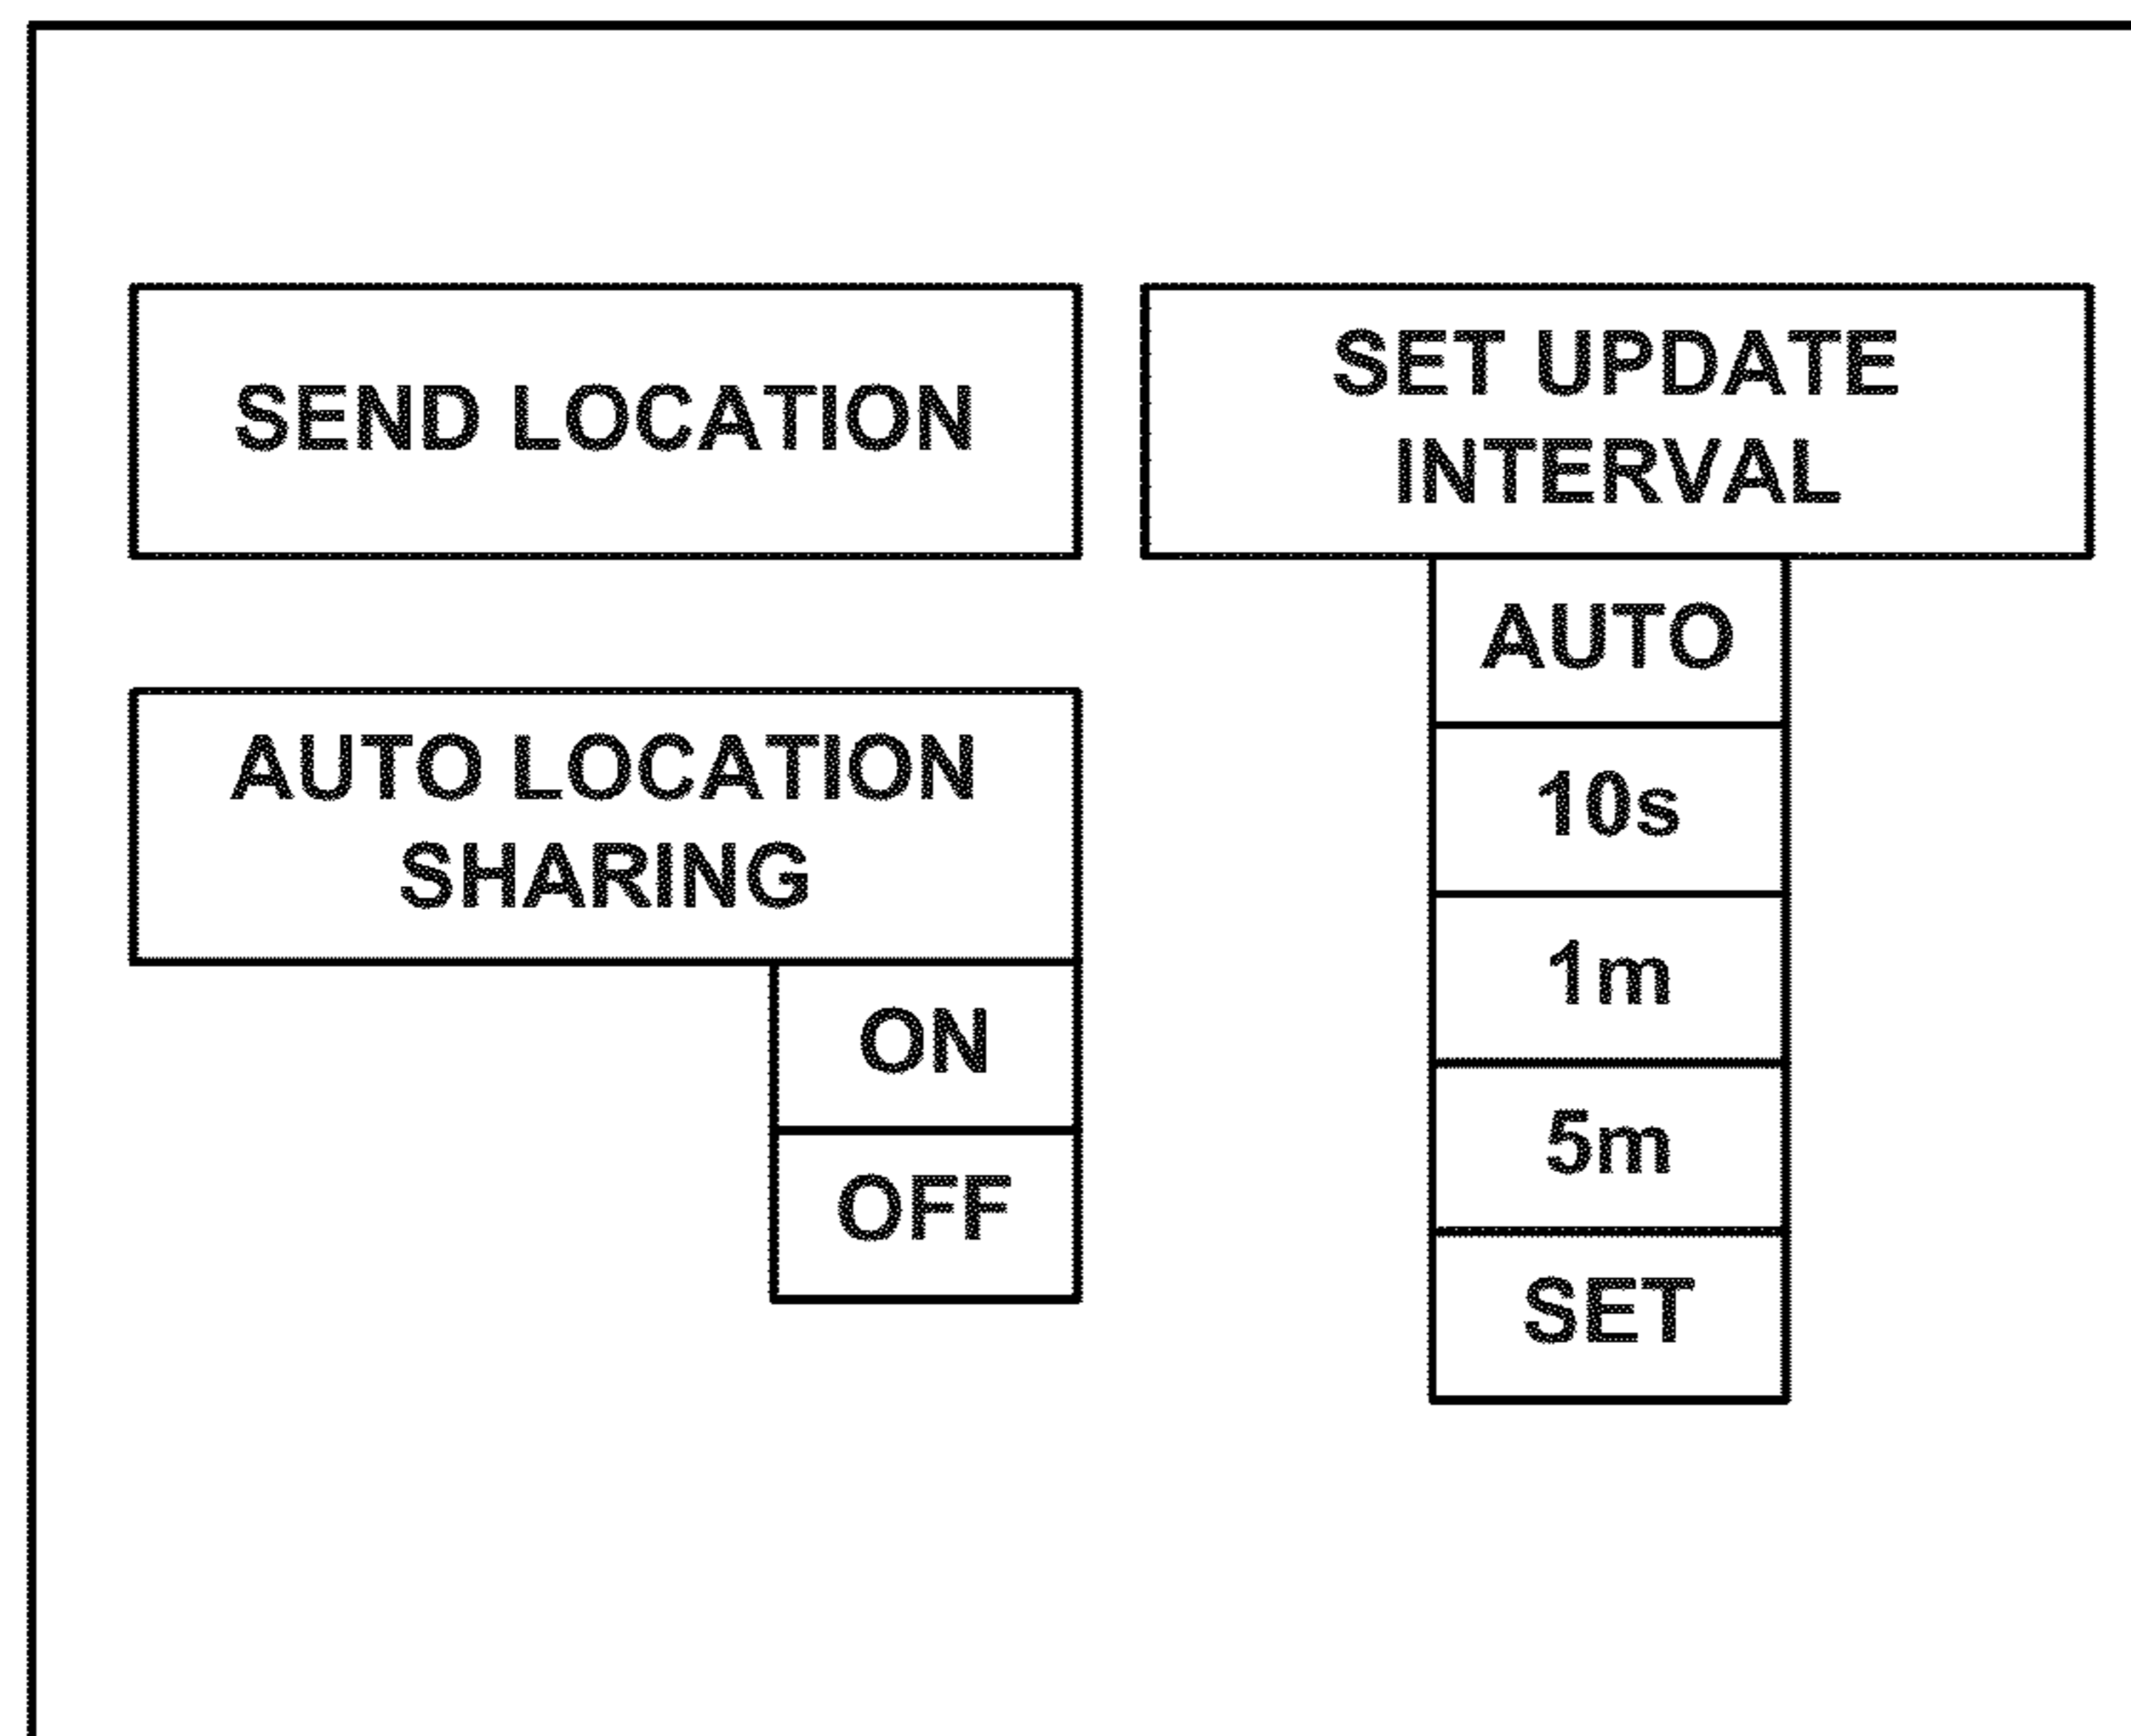 SEND LOCATION
SET UPDATE
INTERVAL
AUTO
10s
1m
5m
SET
AUTO LOCATION
SHARING
ON
OFF